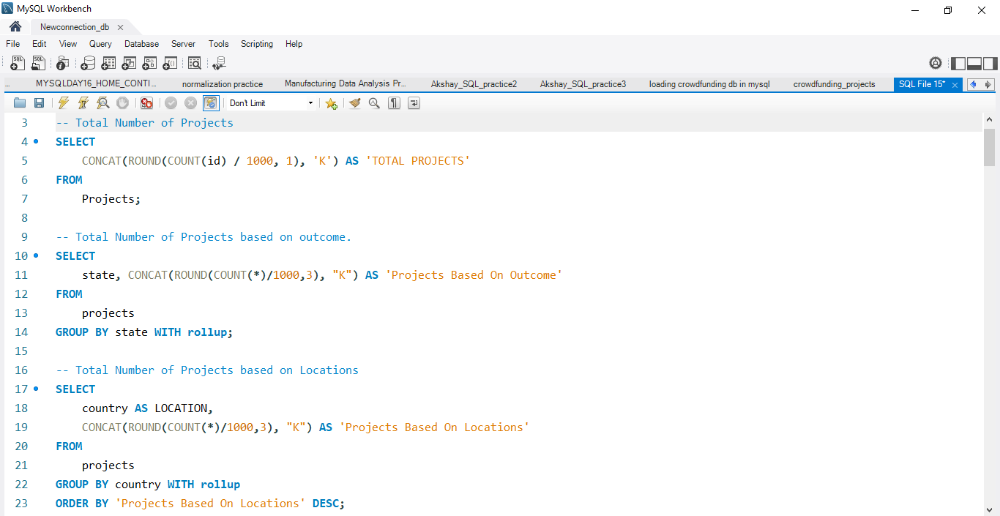 MySQL Workbench
Newconnection_db
File Edit View Query Database Server Tools Scripting Help
... MYSQLDAY16_HOME_CONTI... normalization practice Manufacturing Data Analysis Pr... Akshay_SQL_practice2 Akshay_SQL_practice3 loading crowdfunding db in mysql crowdfunding_projects SQL File 15*
Don't Limit
3 -- Total Number of Projects
4 SELECT
5 CONCAT(ROUND(COUNT(id) / 1000, 1), 'K') AS 'TOTAL PROJECTS'
6 FROM
7 Projects;
8
9 -- Total Number of Projects based on outcome.
10 SELECT
11 state, CONCAT(ROUND(COUNT(*)/1000,3), "K") AS 'Projects Based On Outcome'
12 FROM
13 projects
14 GROUP BY state WITH rollup;
15
16 -- Total Number of Projects based on Locations
17 SELECT
18 country AS LOCATION,
19 CONCAT(ROUND(COUNT(*)/1000,3), "K") AS 'Projects Based On Locations'
20 FROM
21 projects
22 GROUP BY country WITH rollup
23 ORDER BY 'Projects Based On Locations' DESC;